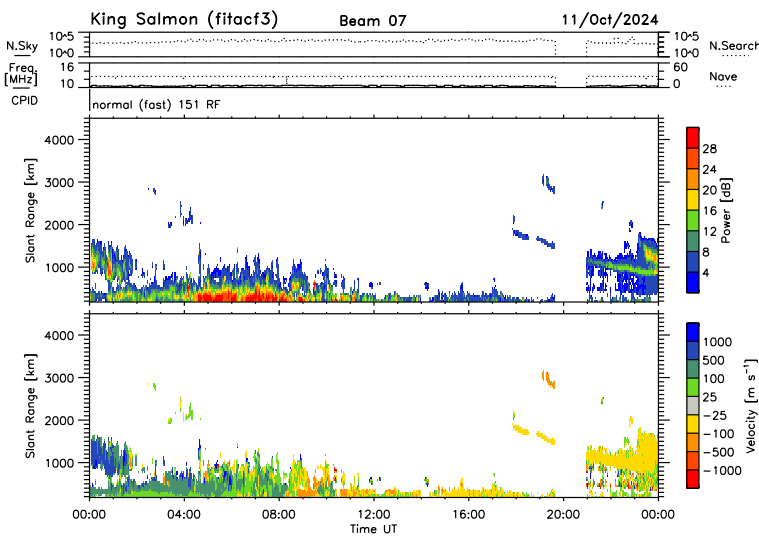 King Salmon (fitacf3) Beam 07 11/Oct/2024
N.Sky 10^5 10^0 10^5 10^0 N.Search
Freq. [MHz] 16 10 60 0 Nave
CPID normal (fast) 151 RF
Slant Range [km] 4000 3000 2000 1000
Power [dB] 28 24 20 16 12 8 4
Slant Range [km] 4000 3000 2000 1000
Velocity [m s⁻¹] 1000 500 100 25 −25 −100 −500 −1000
00:00 04:00 08:00 12:00 16:00 20:00 00:00
Time UT